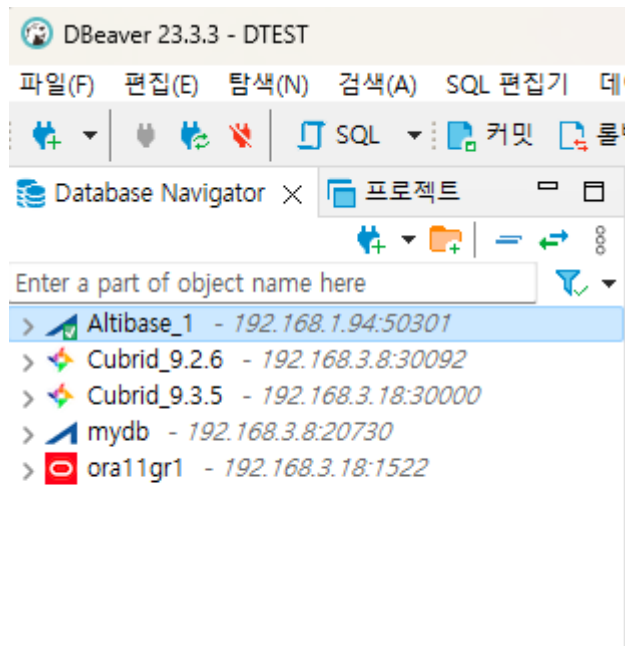 DBeaver 23.3.3 - DTEST
파일(F) 편집(E) 탐색(N) 검색(A) SQL 편집기
SQL 커밋
Database Navigator 프로젝트
Enter a part of object name here
Altibase_1 - 192.168.1.94:50301
Cubrid_9.2.6 - 192.168.3.8:30092
Cubrid_9.3.5 - 192.168.3.18:30000
mydb - 192.168.3.8:20730
ora11gr1 - 192.168.3.18:1522